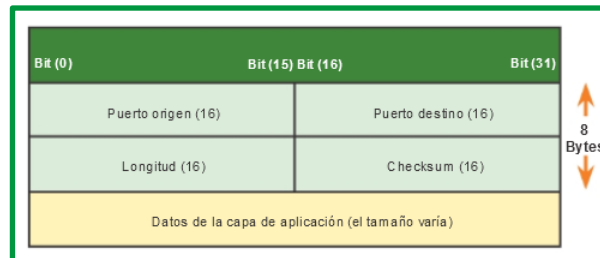 Bit (0) Bit (15) Bit (16) Bit (31)
Puerto origen (16) Puerto destino (16)
Longitud (16) Checksum (16)
8
Bytes
Datos de la capa de aplicación (el tamaño varía)